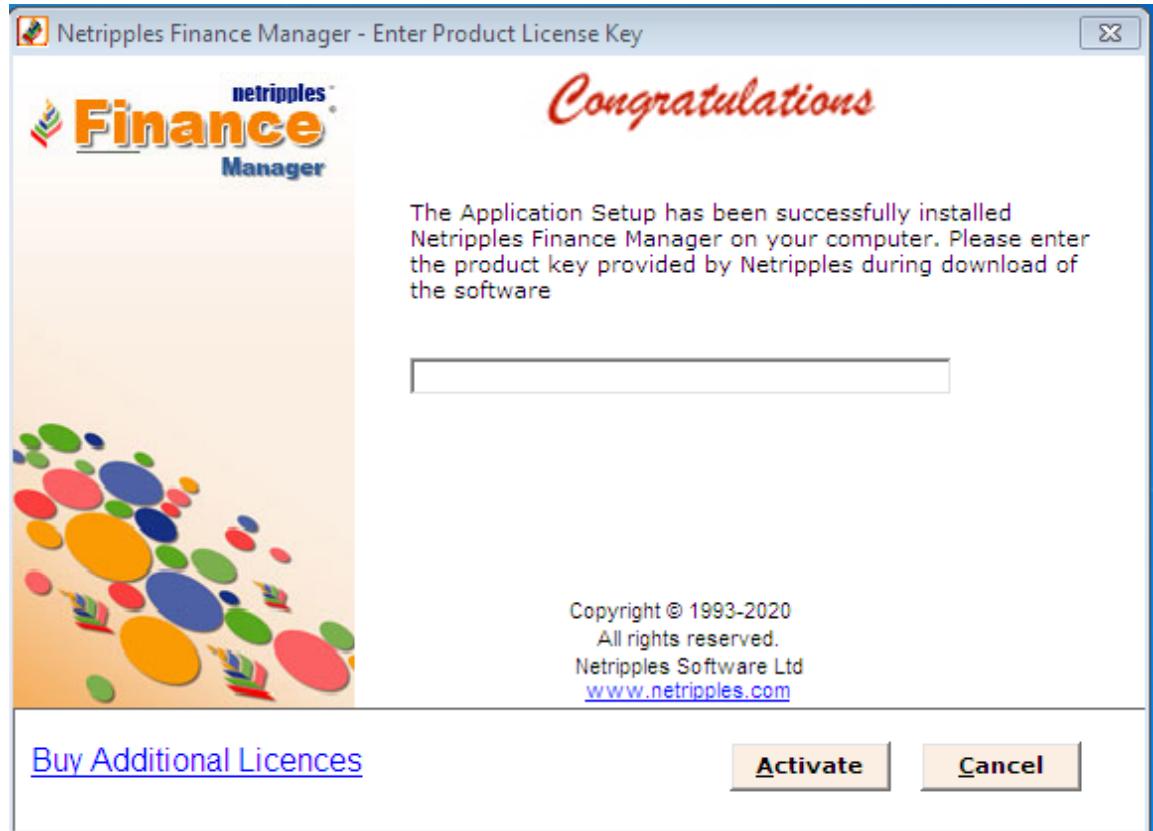 Netripples Finance Manager - Enter Product License Key
netripples
Finance
Manager
Congratulations
The Application Setup has been successfully installed
Netripples Finance Manager on your computer. Please enter
the product key provided by Netripples during download of
the software
Copyright © 1993-2020
All rights reserved.
Netripples Software Ltd
www.netripples.com
Buy Additional Licences
Activate
Cancel